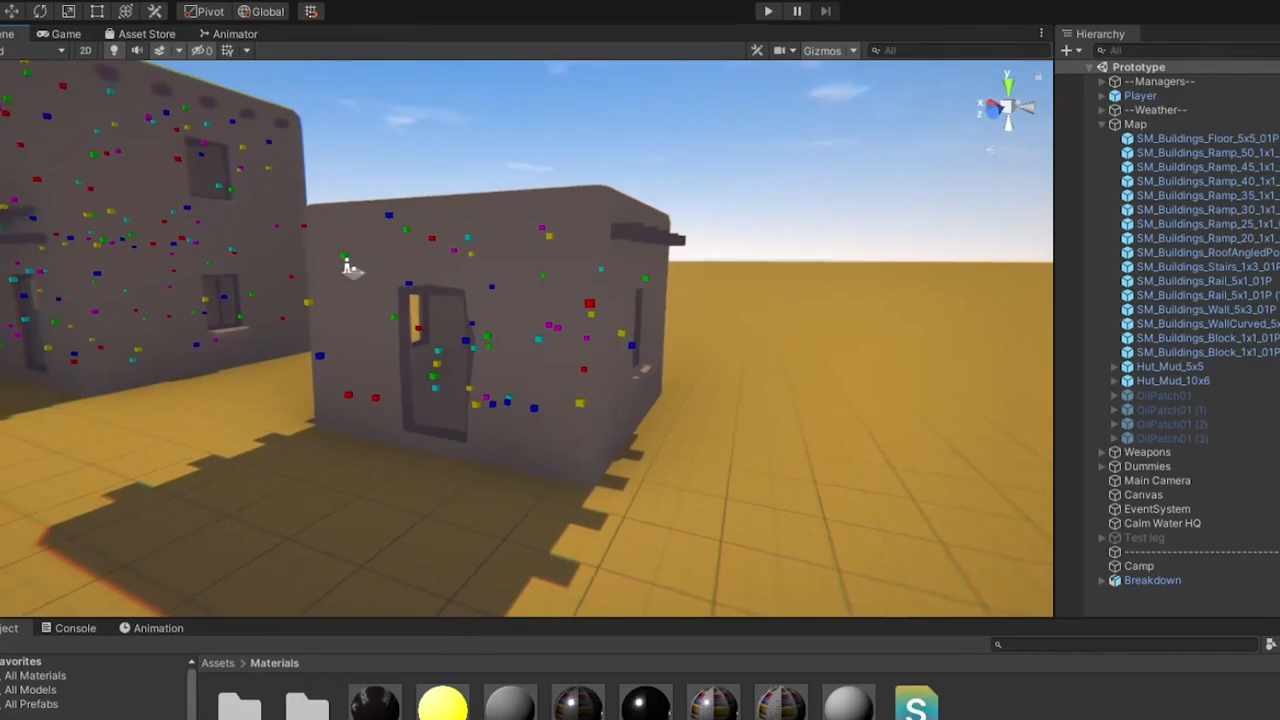 Pivot Global
ne Game Asset Store Animator
d 2D 0 Gizmos All
y
x
z
Hierarchy
All
Prototype
--Managers--
Player
--Weather--
Map
SM_Buildings_Floor_5x5_01P
SM_Buildings_Ramp_50_1x1_
SM_Buildings_Ramp_45_1x1_
SM_Buildings_Ramp_40_1x1_
SM_Buildings_Ramp_35_1x1_
SM_Buildings_Ramp_30_1x1_
SM_Buildings_Ramp_25_1x1_
SM_Buildings_Ramp_20_1x1_
SM_Buildings_RoofAngledPo
SM_Buildings_Stairs_1x3_01P
SM_Buildings_Rail_5x1_01P
SM_Buildings_Rail_5x1_01P (
SM_Buildings_Wall_5x3_01P
SM_Buildings_WallCurved_5x
SM_Buildings_Block_1x1_01P
SM_Buildings_Block_1x1_01P
Hut_Mud_5x5
Hut_Mud_10x6
OilPatch01
OilPatch01 (1)
OilPatch01 (2)
OilPatch01 (3)
Weapons
Dummies
Main Camera
Canvas
EventSystem
Calm Water HQ
Test leg
------------------------------
Camp
Breakdown
ject Console Animation
avorites
All Materials
All Models
All Prefabs
Assets > Materials
S